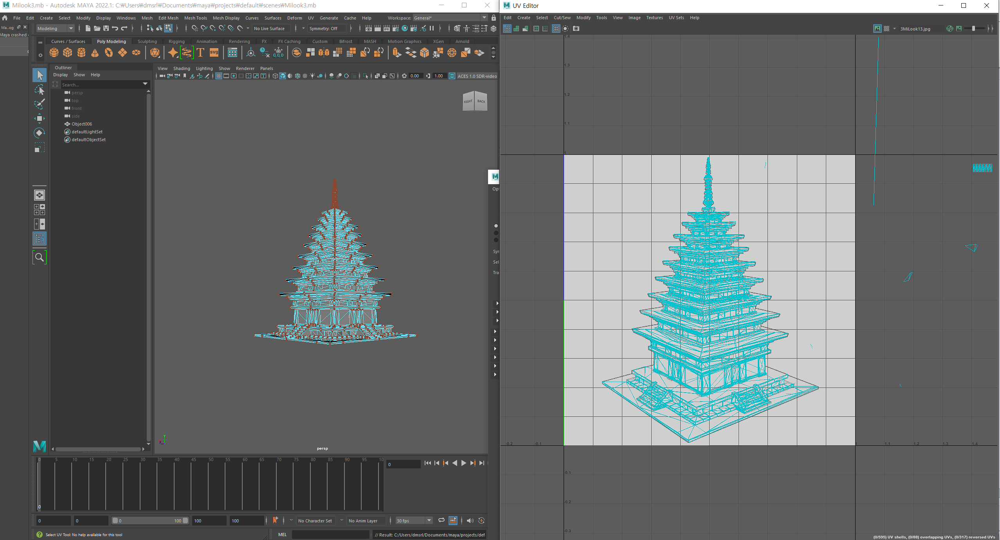 Milook3.mb - Autodesk MAYA 2022.1: C:₩Users₩dmsrl₩Documents₩maya₩projects₩default₩scenes₩Milook3.mb
UV Editor
File Edit Create Select Modify Display Windows Mesh Edit Mesh Mesh Tools Mesh Display Curves Surfaces Deform UV Generate Cache Help Workspace: General*
Edit Create Select Cut/Sew Modify Tools View Image Textures UV Sets Help
Ma...og
Modeling No Live Surface Symmetry: Off
IPR
3MiLook13.jpg
RGB
Maya crashed
Curves / Surfaces Poly Modeling Sculpting Rigging Animation Rendering FX FX Caching Custom Bifrost MASH Motion Graphics XGen Arnold
T svg 0,0,0
Outliner
Display Show Help
View Shading Lighting Show Renderer Panels
0.00 1.00 ON ACES 1.0 SDR-video
Search...
persp
top
front
side
Object006
defaultLightSet
defaultObjectSet
RIGHT BACK
Opt
Syn
Sel
Tra
y
z
persp
1.4
1.3
1.2
1.1
1
-0.2 -0.1 1 1.1 1.2 1.3 1.4
-0.1
-0.2
-0.3
0 5 10 15 20 25 30 35 40 45 50 55 60 65 70 75 80 85 90 95 10
0
0
0 0 0 100 100 100 No Character Set No Anim Layer 30 fps
Select UV Tool: No help available for this tool MEL // Result: C:/Users/dmsrl/Documents/maya/projects/def
(0/595) UV shells, (0/88) overlapping UVs, (0/317) reversed UVs